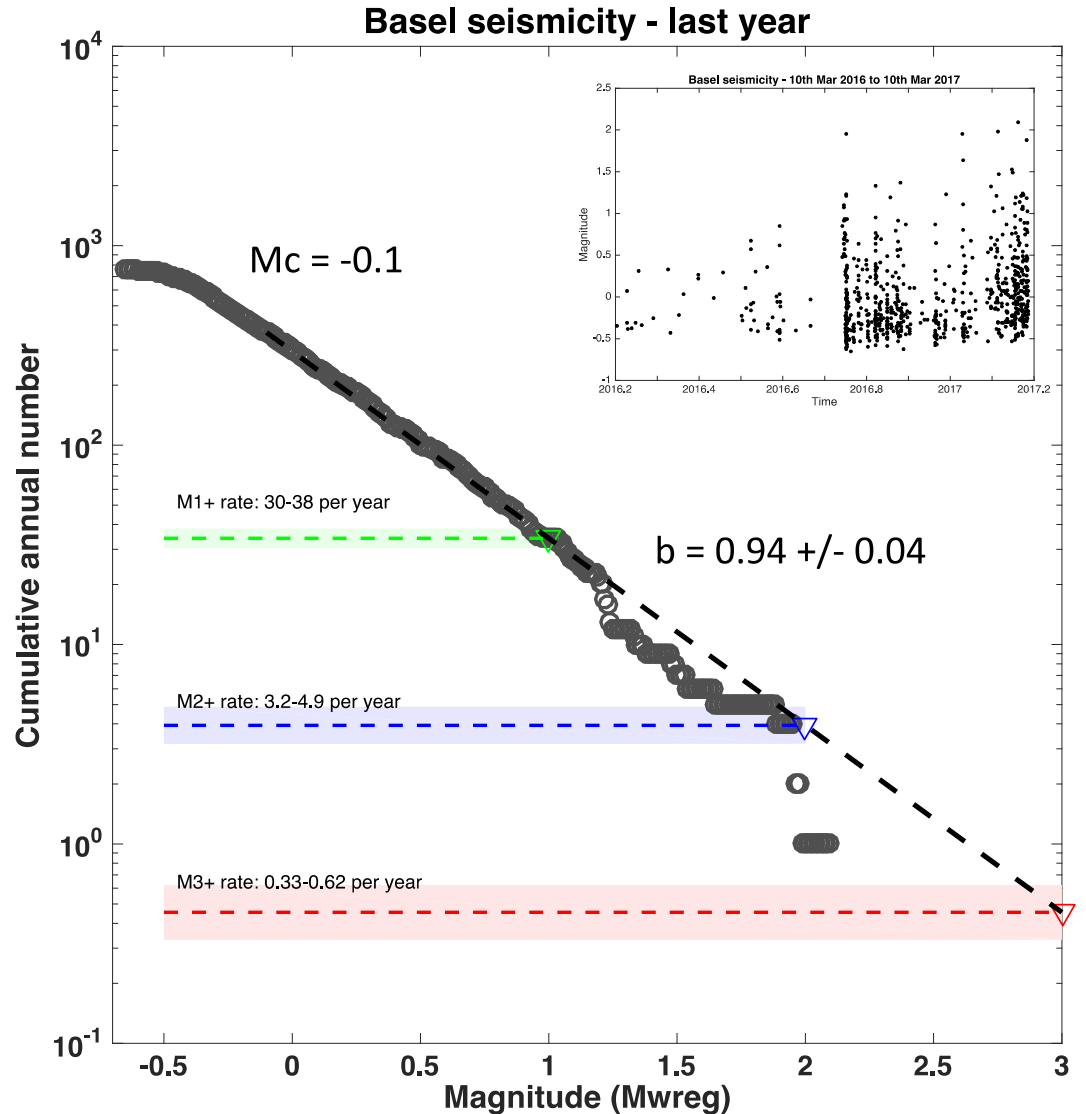 Basel seismicity - last year
10^4
10^3
10^2
10^1
10^0
10^-1
Cumulative annual number
Basel seismicity - 10th Mar 2016 to 10th Mar 2017
2.5
2
1.5
1
0.5
0
-0.5
-1
Magnitude
2016.2 2016.4 2016.6 2016.8 2017 2017.2
Time
Mc = -0.1
M1+ rate: 30-38 per year
b = 0.94 +/- 0.04
M2+ rate: 3.2-4.9 per year
M3+ rate: 0.33-0.62 per year
-0.5 0 0.5 1 1.5 2 2.5 3
Magnitude (Mwreg)